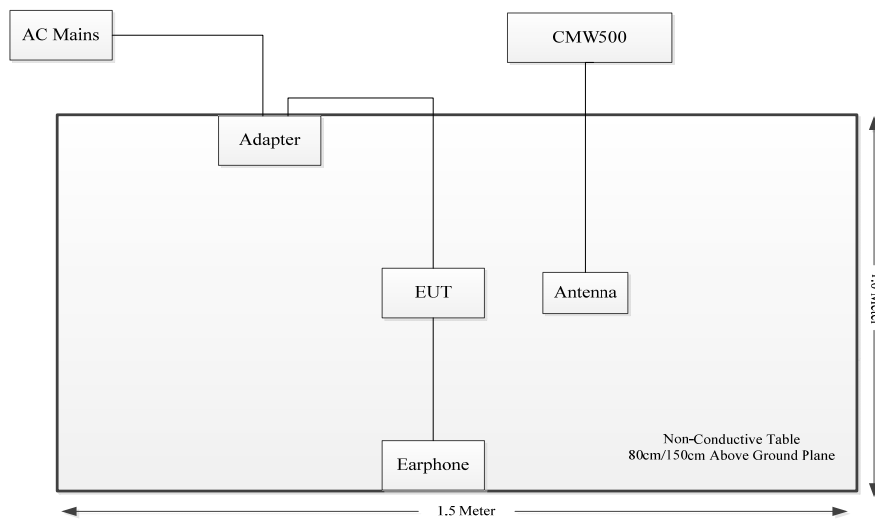 AC Mains
CMW500
Adapter
EUT
Antenna
Earphone
Non-Conductive Table
80cm/150cm Above Ground Plane
1.5 Meter